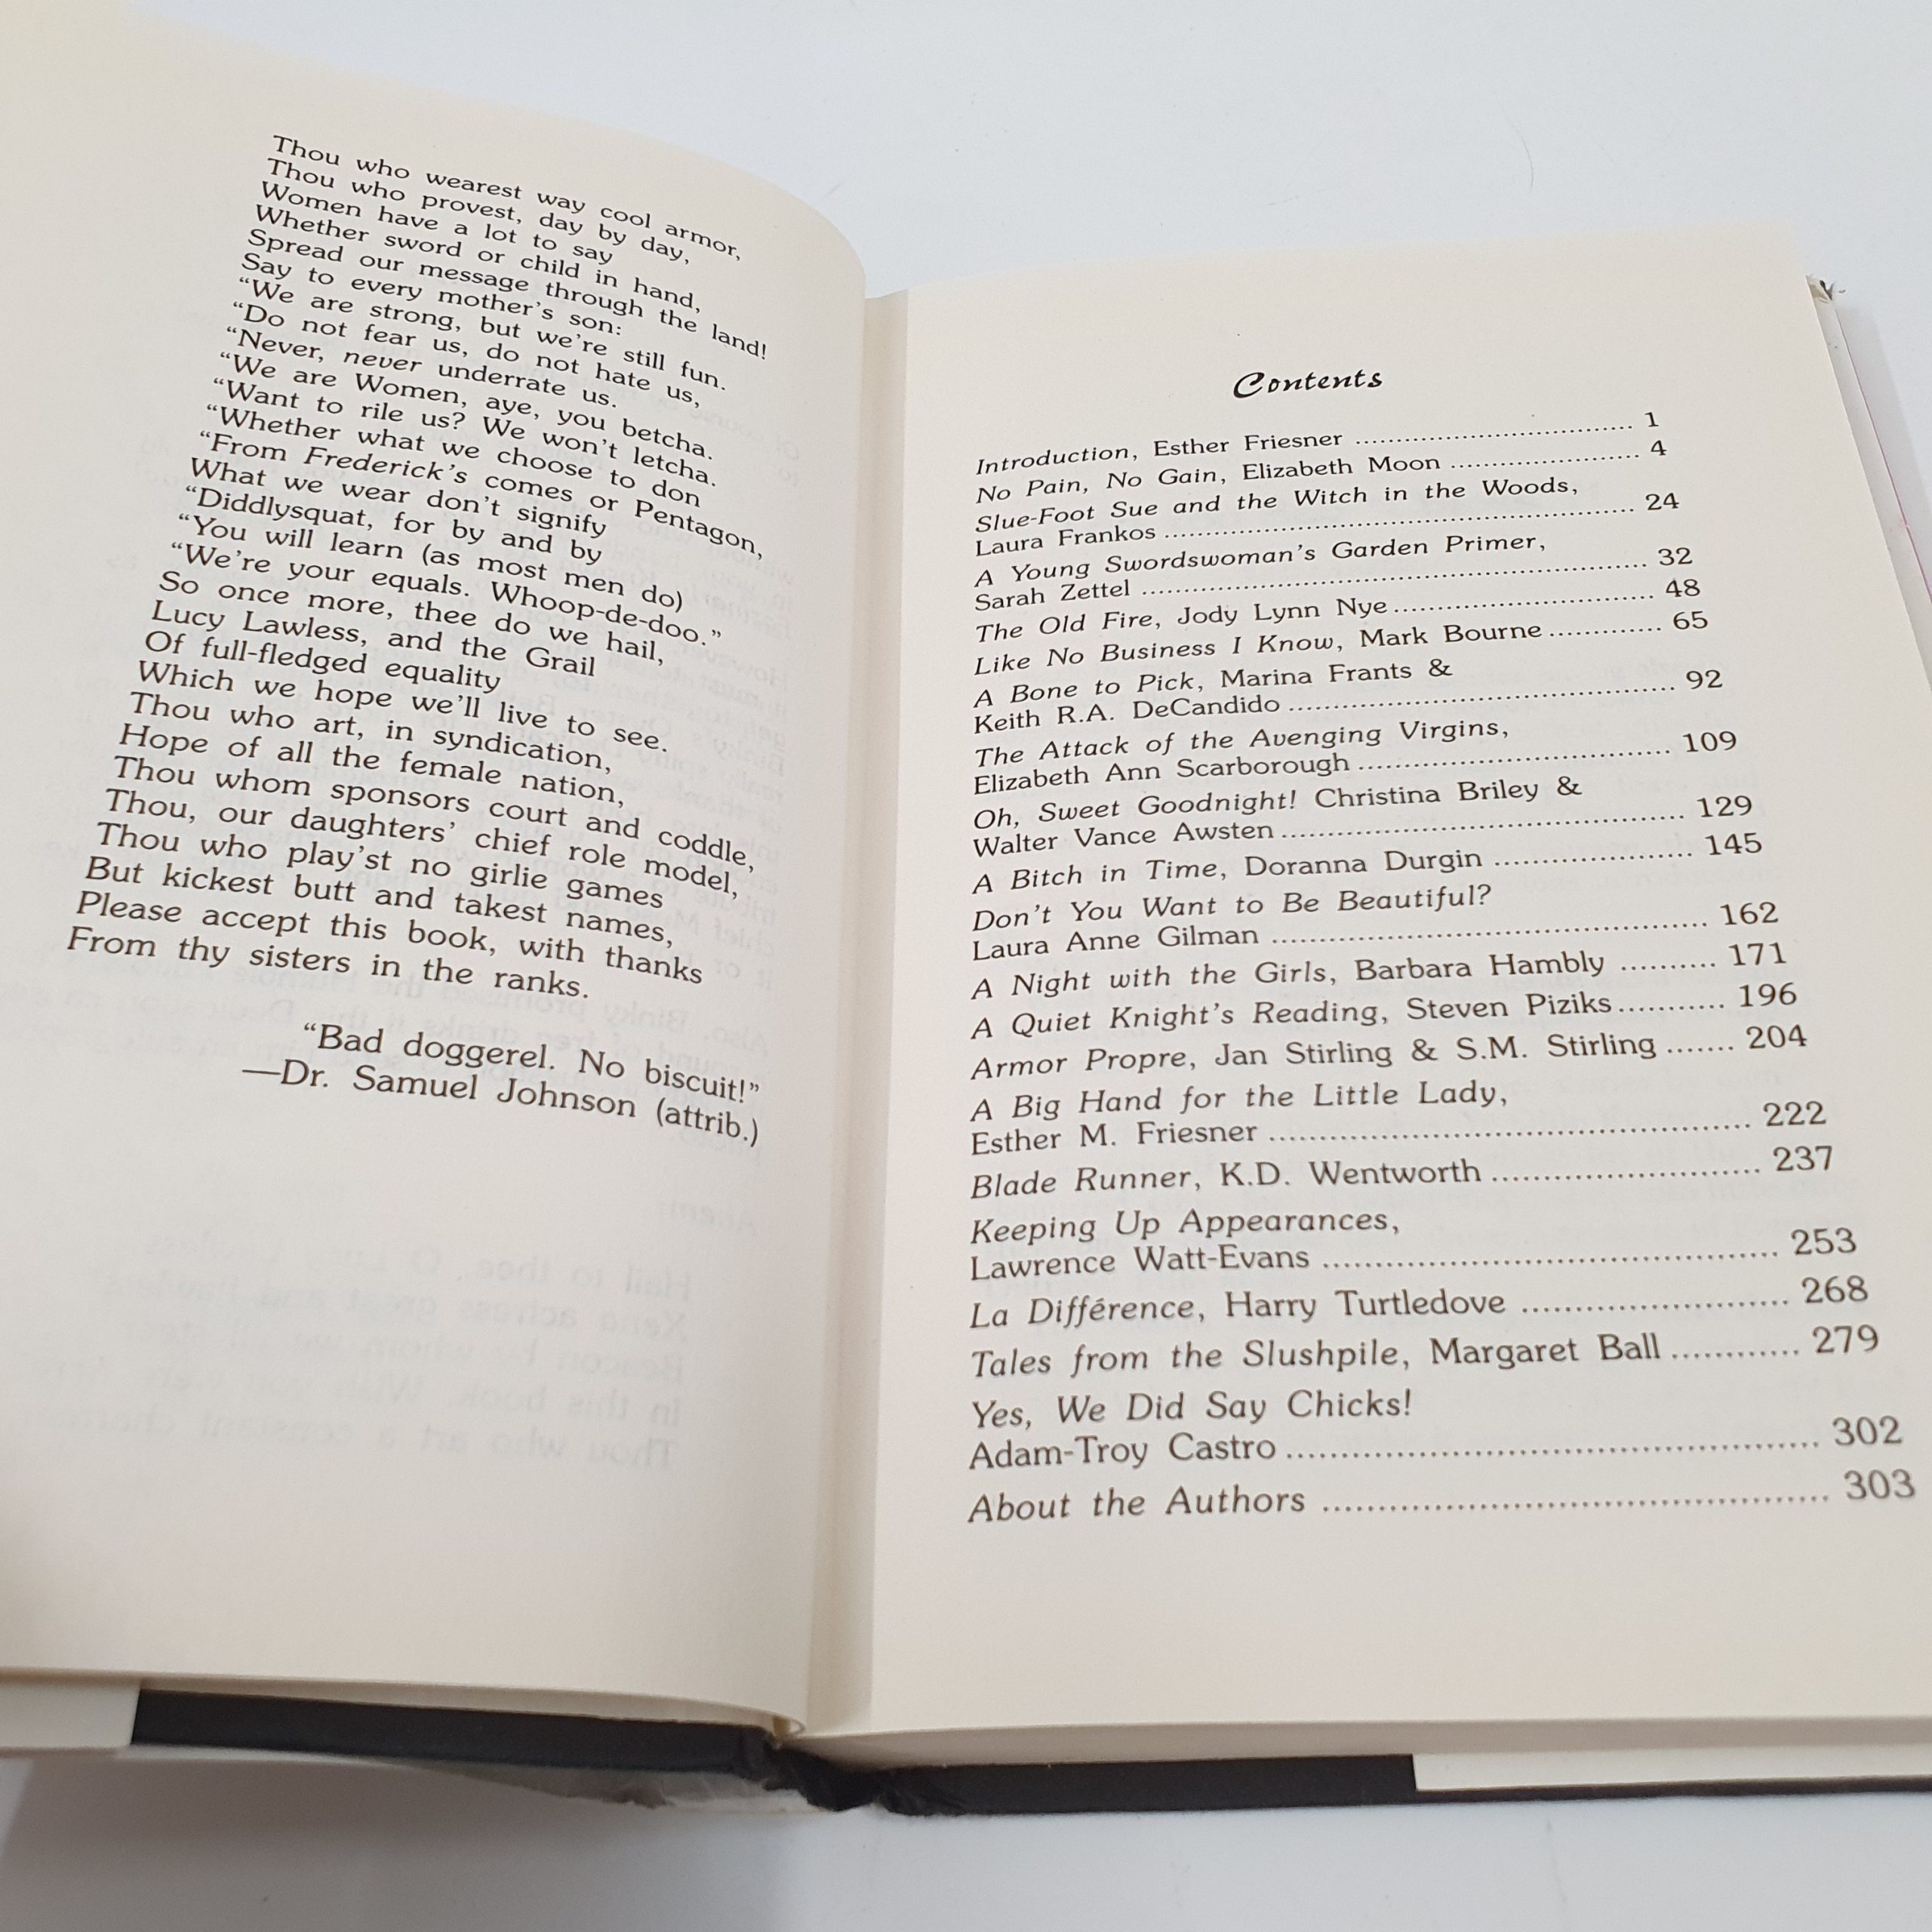 Thou who wearest way cool armor,
Thou who provest, day by day,
Women have a lot to say
Whether sword or child in hand,
Spread our message through the land!
Say to every mother's son:
“We are strong, but we're still fun.
“Do not fear us, do not hate us,
“Never, never underrate us.
“We are Women, aye, you betcha.
“Want to rile us? We won't letcha.
“Whether what we choose to don
“From Frederick's comes or Pentagon,
What we wear don't signify
“Diddlysquat, for by and by
“You will learn (as most men do)
“We're your equals. Whoop-de-doo.”
So once more, thee do we hail,
Lucy Lawless, and the Grail
Of full-fledged equality
Which we hope we'll live to see.
Thou who art, in syndication,
Hope of all the female nation,
Thou whom sponsors court and coddle,
Thou, our daughters' chief role model,
Thou who play'st no girlie games
But kickest butt and takest names,
Please accept this book, with thanks
From thy sisters in the ranks.
“Bad doggerel. No biscuit!”
—Dr. Samuel Johnson (attrib.)
Contents
Introduction, Esther Friesner .................................. 1
No Pain, No Gain, Elizabeth Moon ........................ 4
Slue-Foot Sue and the Witch in the Woods,
Laura Frankos ........................................................ 24
A Young Swordswoman's Garden Primer,
Sarah Zettel ........................................................ 32
The Old Fire, Jody Lynn Nye ................................ 48
Like No Business I Know, Mark Bourne ............. 65
A Bone to Pick, Marina Frants &
Keith R.A. DeCandido .......................................... 92
The Attack of the Avenging Virgins,
Elizabeth Ann Scarborough .................................. 109
Oh, Sweet Goodnight! Christina Briley &
Walter Vance Awsten ............................................ 129
A Bitch in Time, Doranna Durgin ...................... 145
Don't You Want to Be Beautiful?
Laura Anne Gilman .............................................. 162
A Night with the Girls, Barbara Hambly .......... 171
A Quiet Knight's Reading, Steven Piziks ........... 196
Armor Propre, Jan Stirling & S.M. Stirling ....... 204
A Big Hand for the Little Lady,
Esther M. Friesner ................................................ 222
Blade Runner, K.D. Wentworth .......................... 237
Keeping Up Appearances,
Lawrence Watt-Evans ............................................ 253
La Différence, Harry Turtledove .......................... 268
Tales from the Slushpile, Margaret Ball ............ 279
Yes, We Did Say Chicks!
Adam-Troy Castro .................................................. 302
About the Authors ................................................ 303